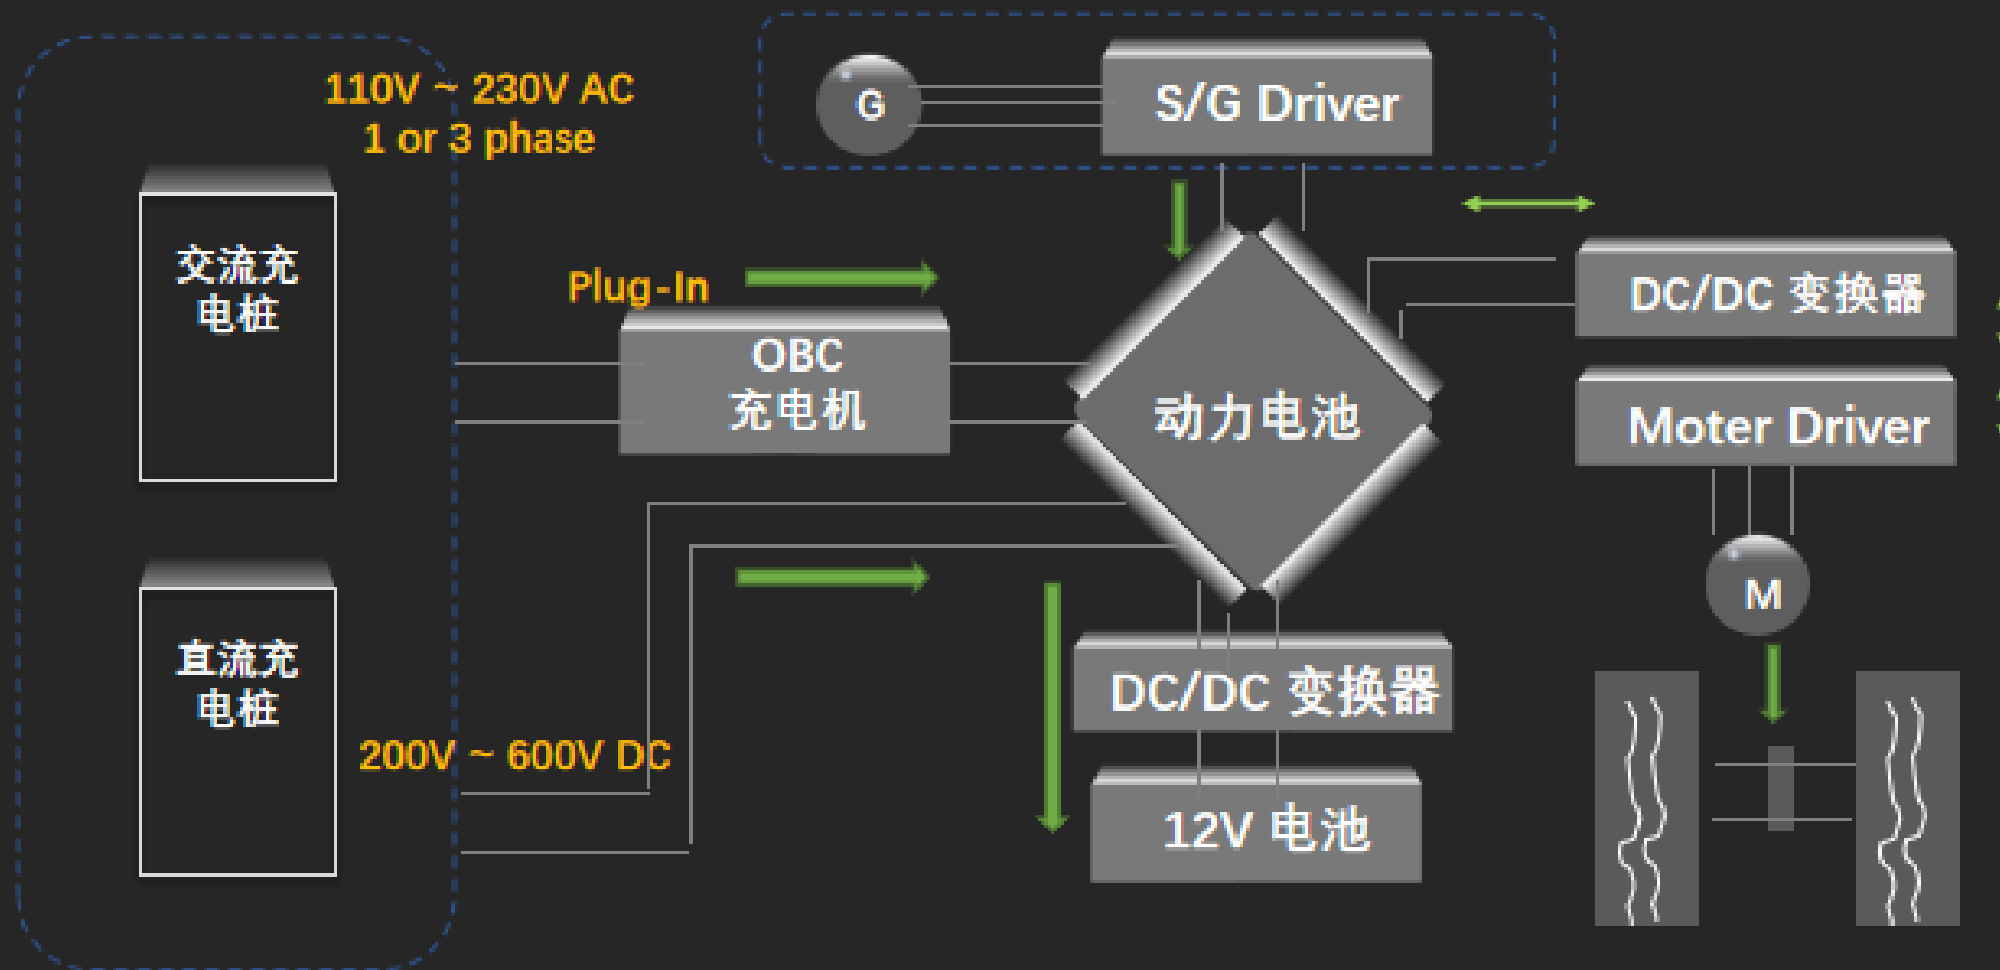 110V ~ 230V AC
1 or 3 phase
G
S/G Driver
交流充
电桩
Plug-In
OBC
充电机
动力电池
DC/DC 变换器
Moter Driver
M
直流充
电桩
200V ~ 600V DC
DC/DC 变换器
12V 电池